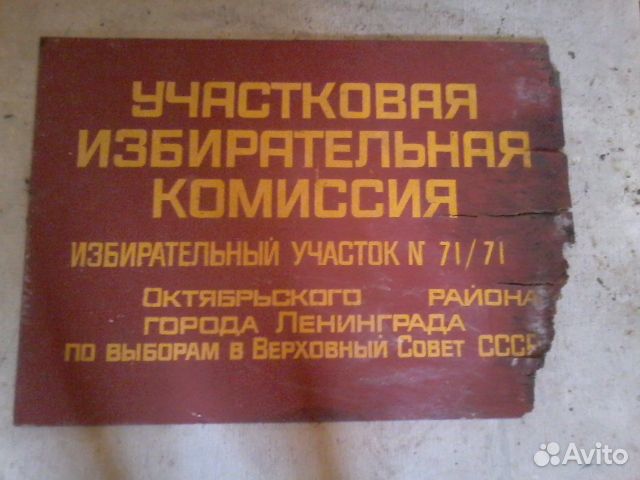 УЧАСТКОВАЯ
ИЗБИРАТЕЛЬНАЯ
КОМИССИЯ
ИЗБИРАТЕЛЬНЫЙ УЧАСТОК N 71/71
ОКТЯБРЬСКОГО РАЙОНА
ГОРОДА ЛЕНИНГРАДА
ПО ВЫБОРАМ В ВЕРХОВНЫЙ СОВЕТ СССР
Avito